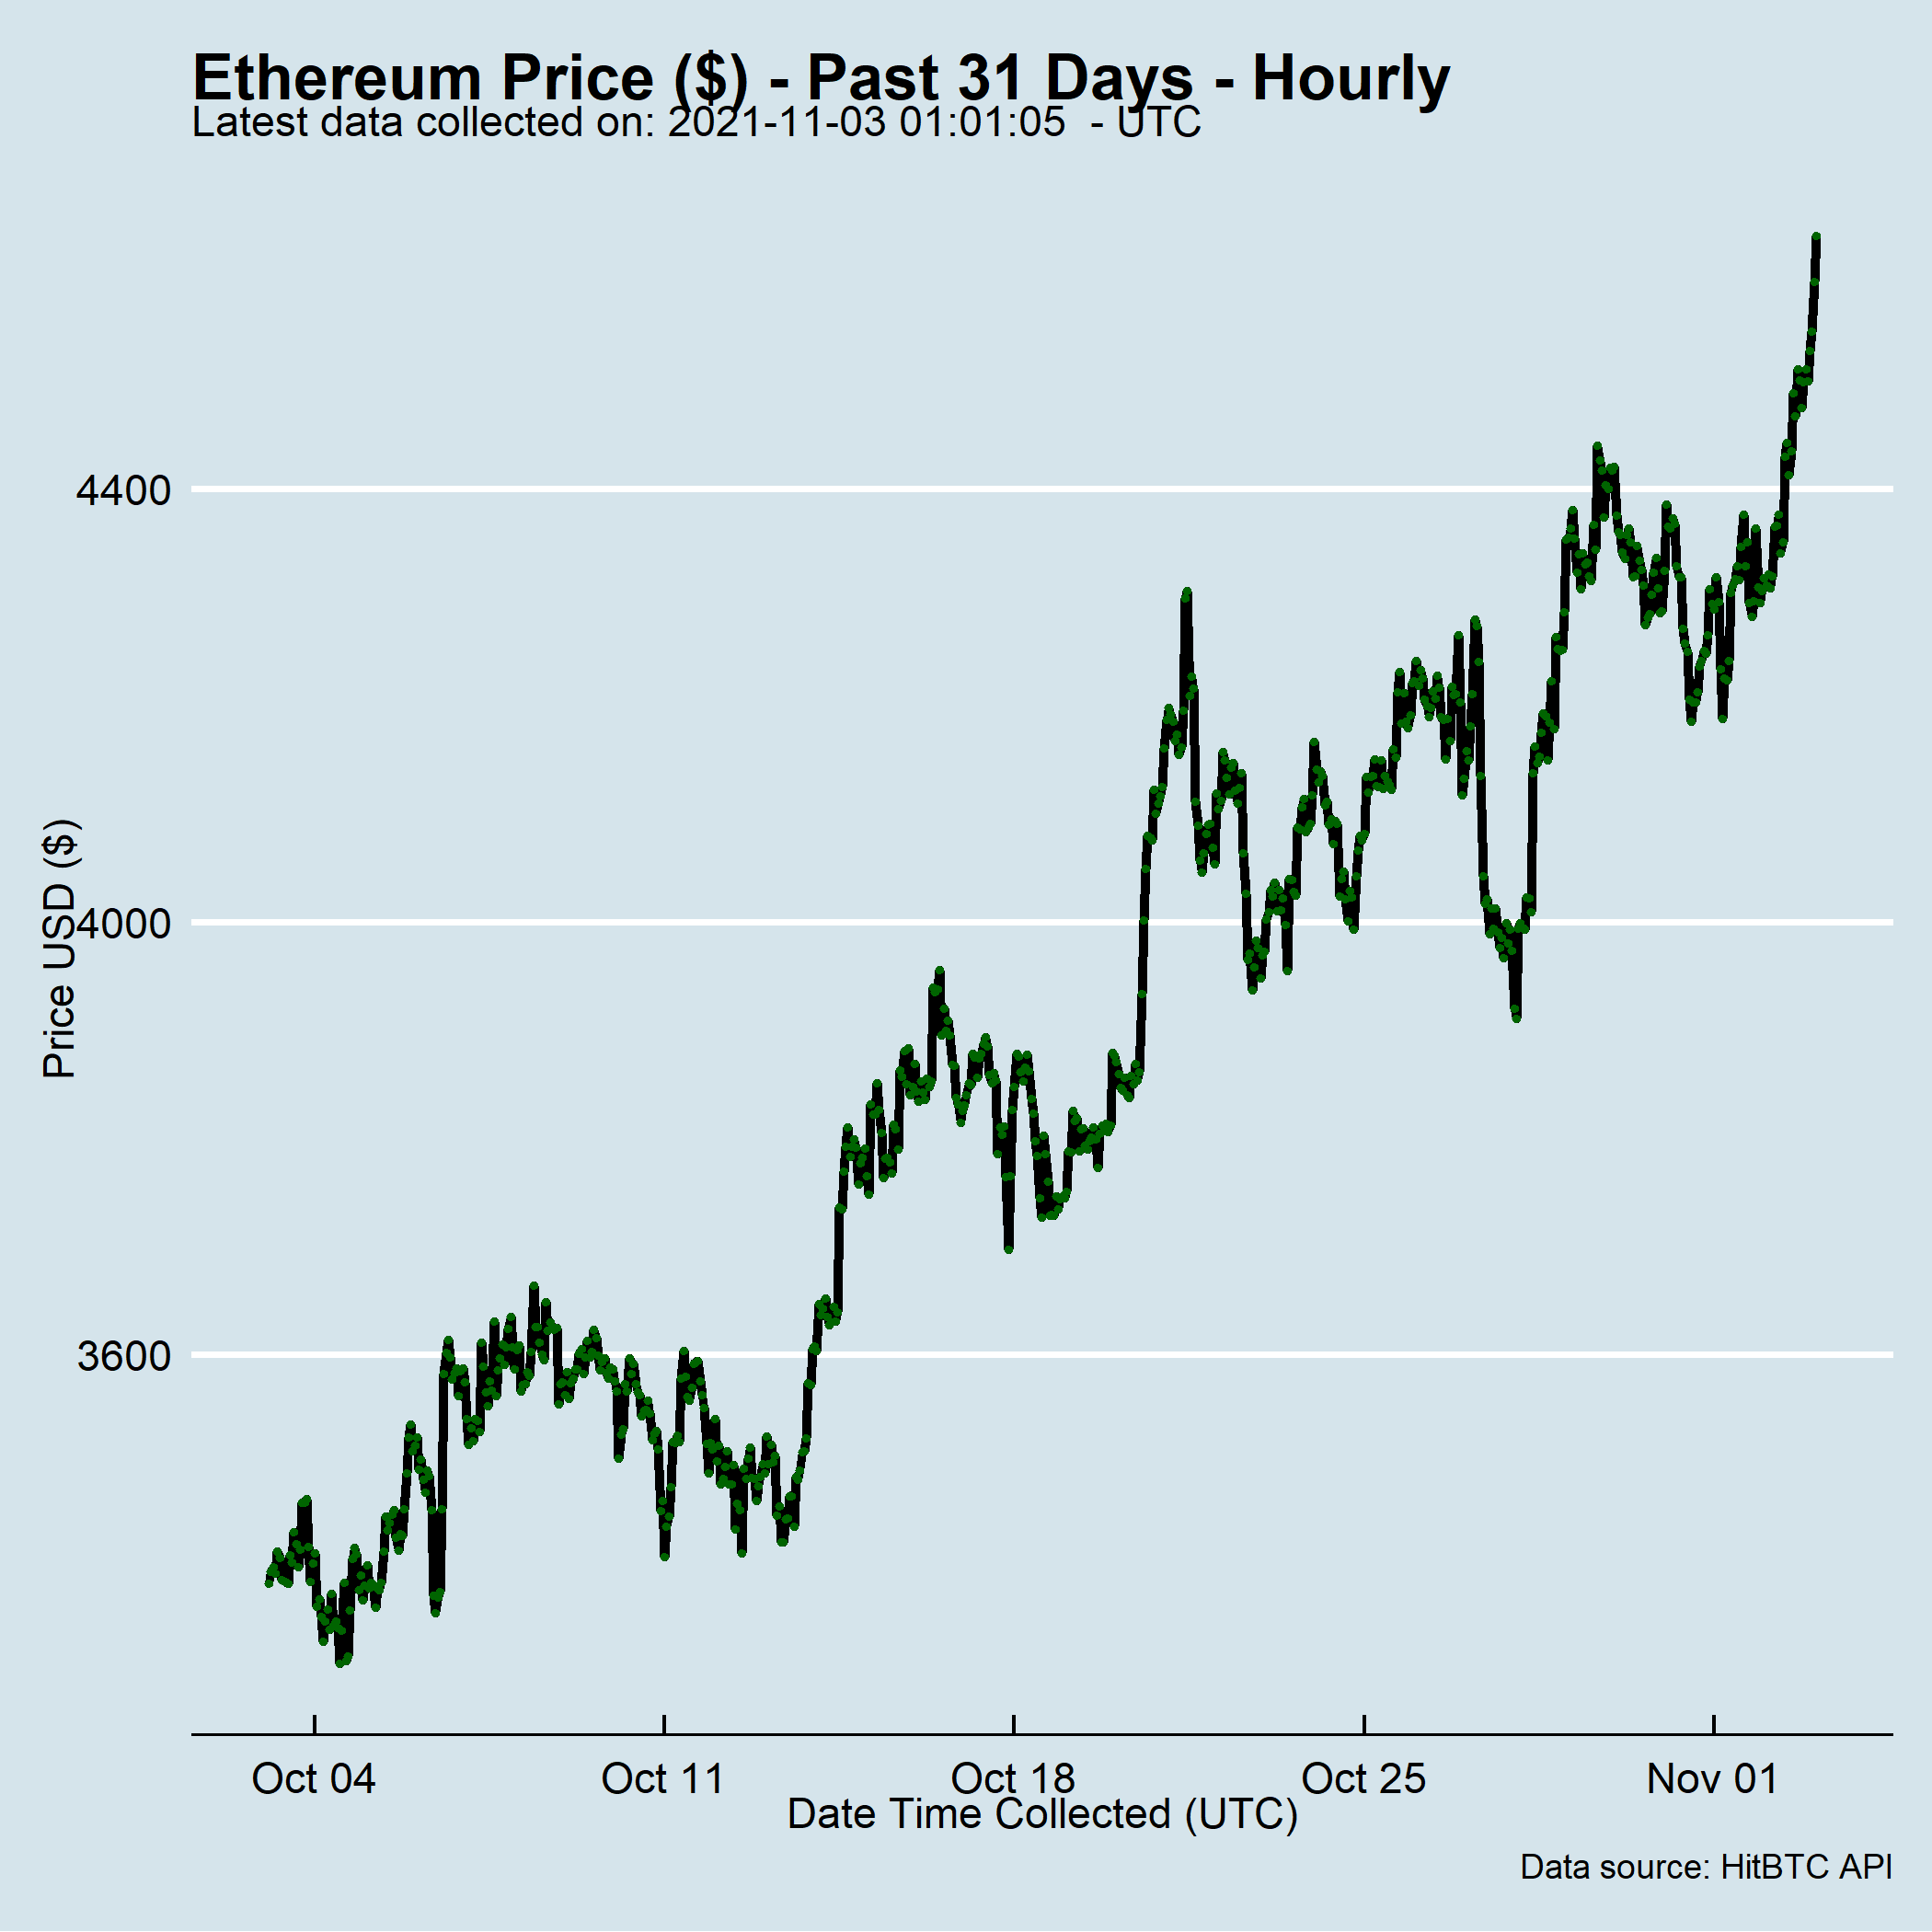 Ethereum Price ($) - Past 31 Days - Hourly
Latest data collected on: 2021-11-03 01:01:05  - UTC
4400
4000
3600
Price USD ($)
Oct 04
Oct 11
Oct 18
Oct 25
Nov 01
Date Time Collected (UTC)
Data source: HitBTC API